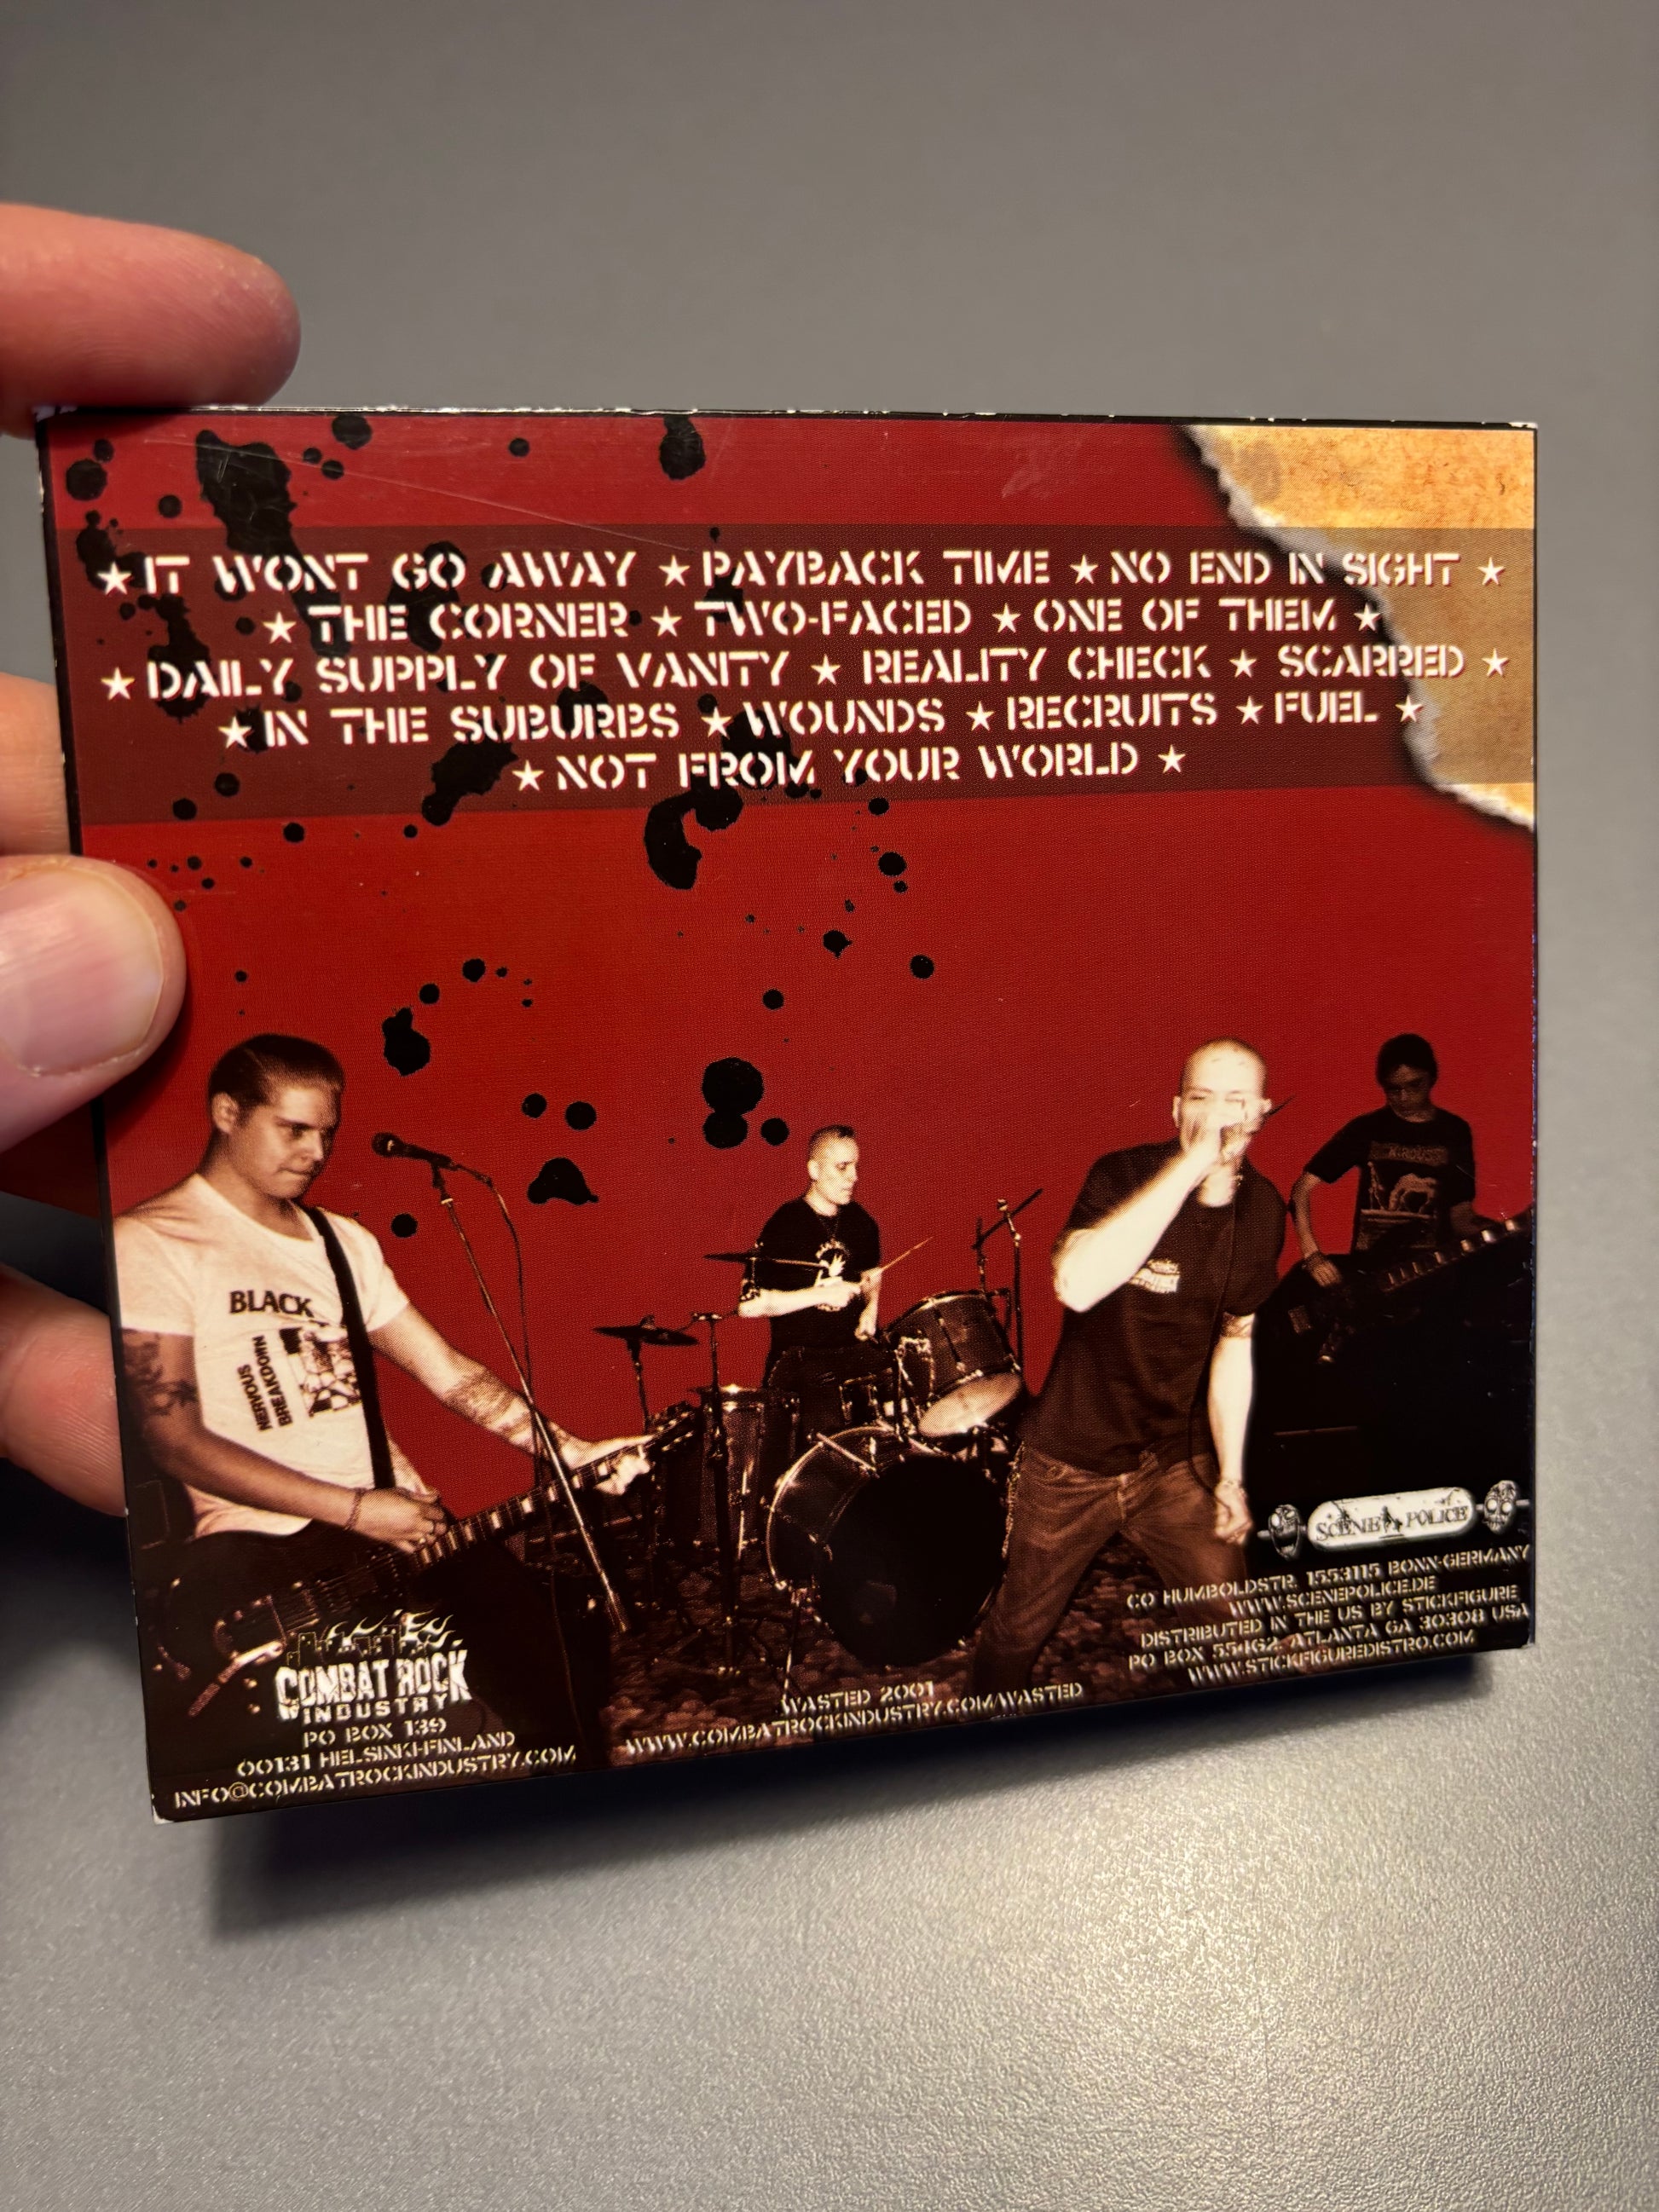 ★ IT WONT GO AWAY ★ PAYBACK TIME ★ NO END IN SIGHT ★
★ THE CORNER ★ TWO-FACED ★ ONE OF THEM ★
★ DAILY SUPPLY OF VANITY ★ REALITY CHECK ★ SCARRED ★
★ IN THE SUBURBS ★ WOUNDS ★ RECRUITS ★ FUEL ★
★ NOT FROM YOUR WORLD ★
BLACK
NERVOUS
BREAKDOWN
COMBAT ROCK
INDUSTRY
PO BOX 139
00131 HELSINKI-FINLAND
INFO@COMBATROCKINDUSTRY.COM
WASTED 2001
WWW.COMBATROCKINDUSTRY.COM/WASTED
SCENE POLICE
CO HUMBOLDSTR. 1553115 BONN-GERMANY
WWW.SCENEPOLICE.DE
DISTRIBUTED IN THE US BY STICKFIGURE
PO BOX 55462, ATLANTA GA 30308 USA
WWW.STICKFIGUREDISTRO.COM